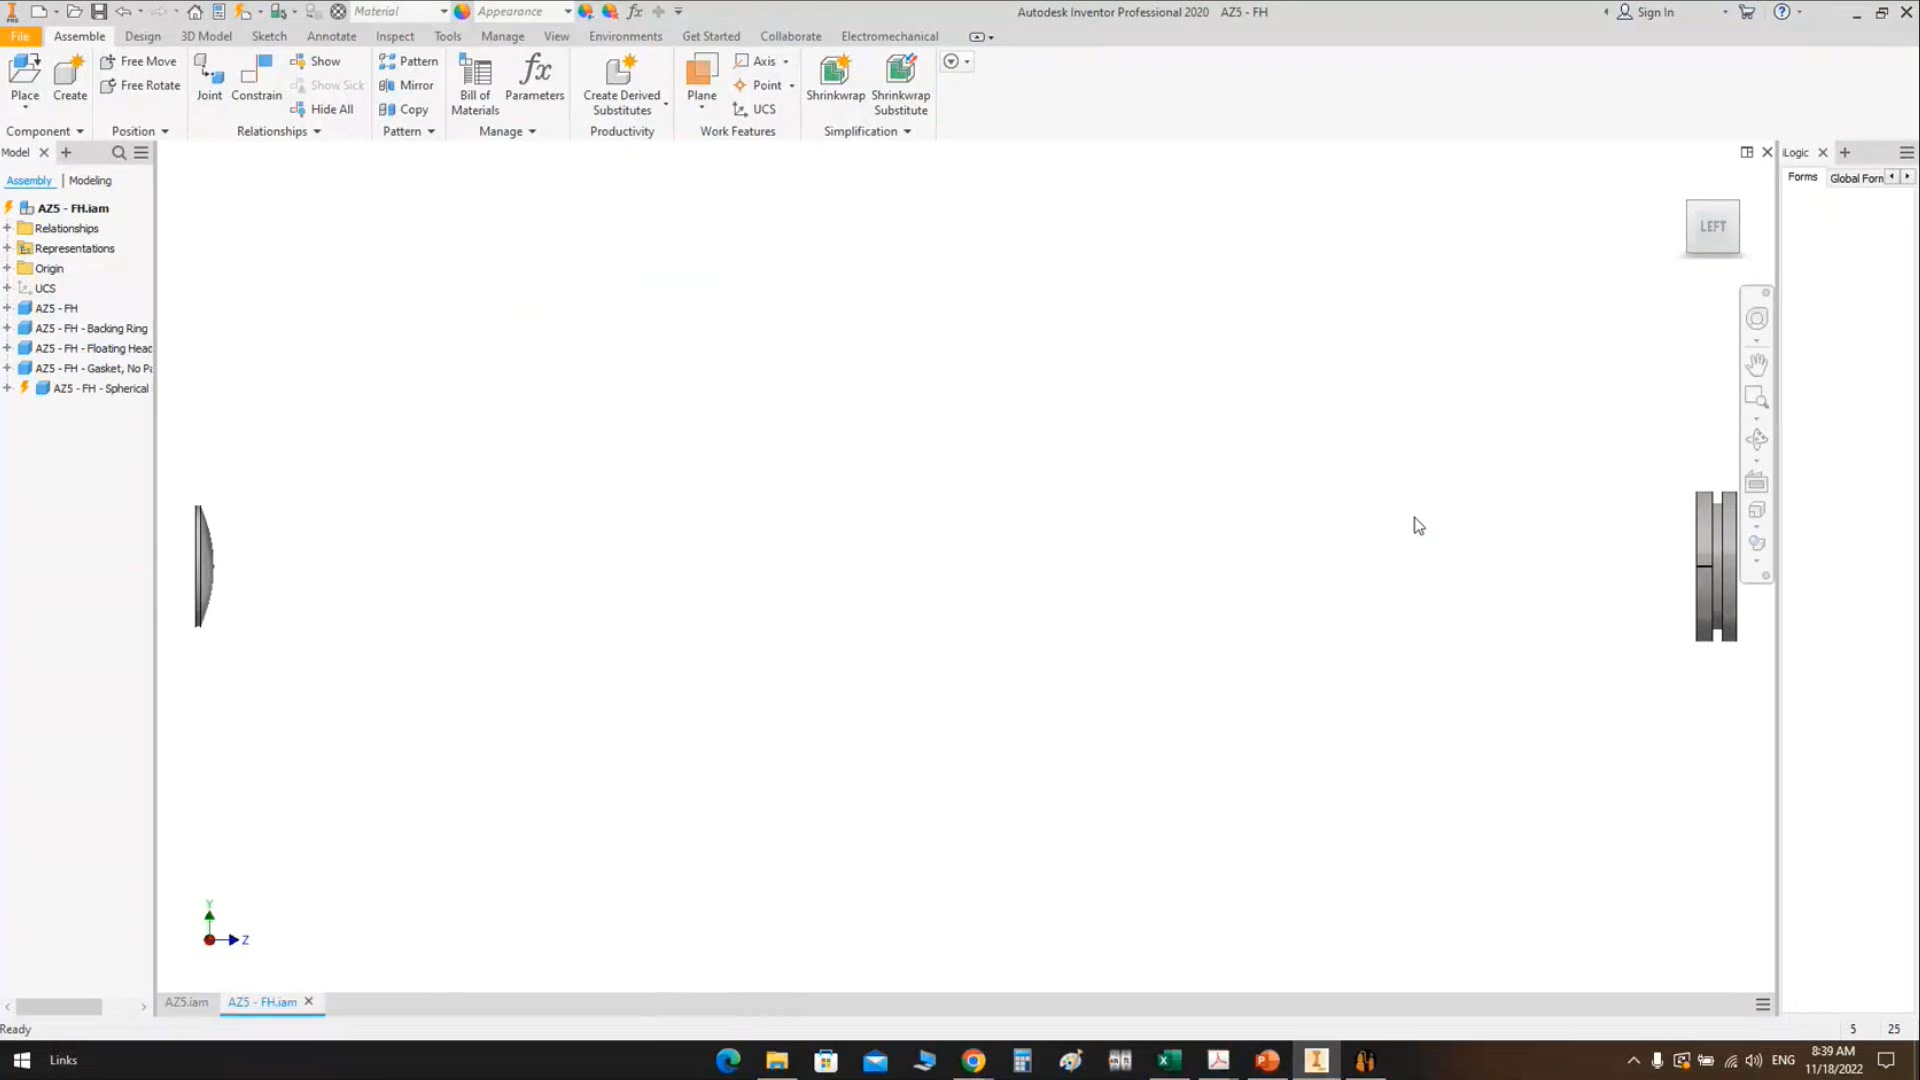 Material
Appearance
Autodesk Inventor Professional 2020 AZ5 - FH
Sign In
File
Assemble
Design
3D Model
Sketch
Annotate
Inspect
Tools
Manage
View
Environments
Get Started
Collaborate
Electromechanical
Place
Create
Free Move
Free Rotate
Joint
Constrain
Show
Show Sick
Hide All
Pattern
Mirror
Copy
Bill of
Materials
Parameters
Create Derived
Substitutes
Plane
Axis
Point
UCS
Shrinkwrap
Shrinkwrap
Substitute
Component
Position
Relationships
Pattern
Manage
Productivity
Work Features
Simplification
Model
Assembly | Modeling
AZ5 - FH.iam
Relationships
Representations
Origin
UCS
AZ5 - FH
AZ5 - FH - Backing Ring
AZ5 - FH - Floating Head
AZ5 - FH - Gasket, No Pa
AZ5 - FH - Spherical
iLogic
Forms
Global Forn
LEFT
Y
Z
AZ5.iam
AZ5 - FH.iam
Ready
5
25
Links
ENG
8:39 AM
11/18/2022